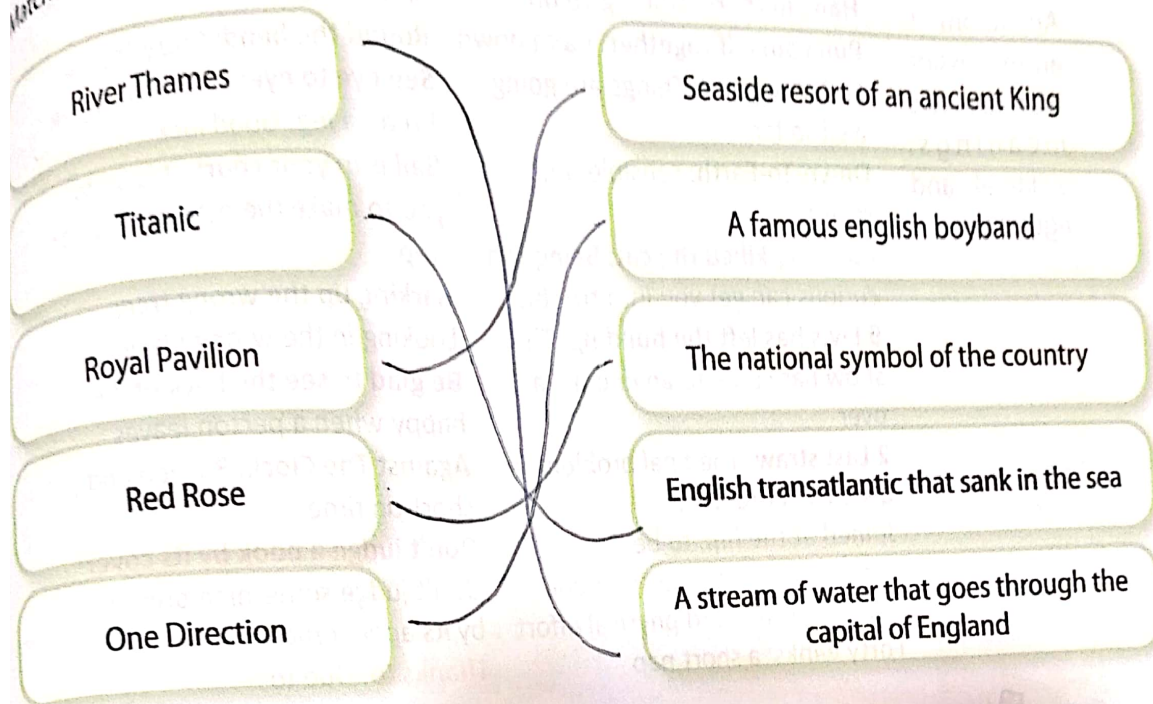 River Thames
Titanic
Royal Pavilion
Red Rose
One Direction
Seaside resort of an ancient King
A famous english boyband
The national symbol of the country
English transatlantic that sank in the sea
A stream of water that goes through the
capital of England